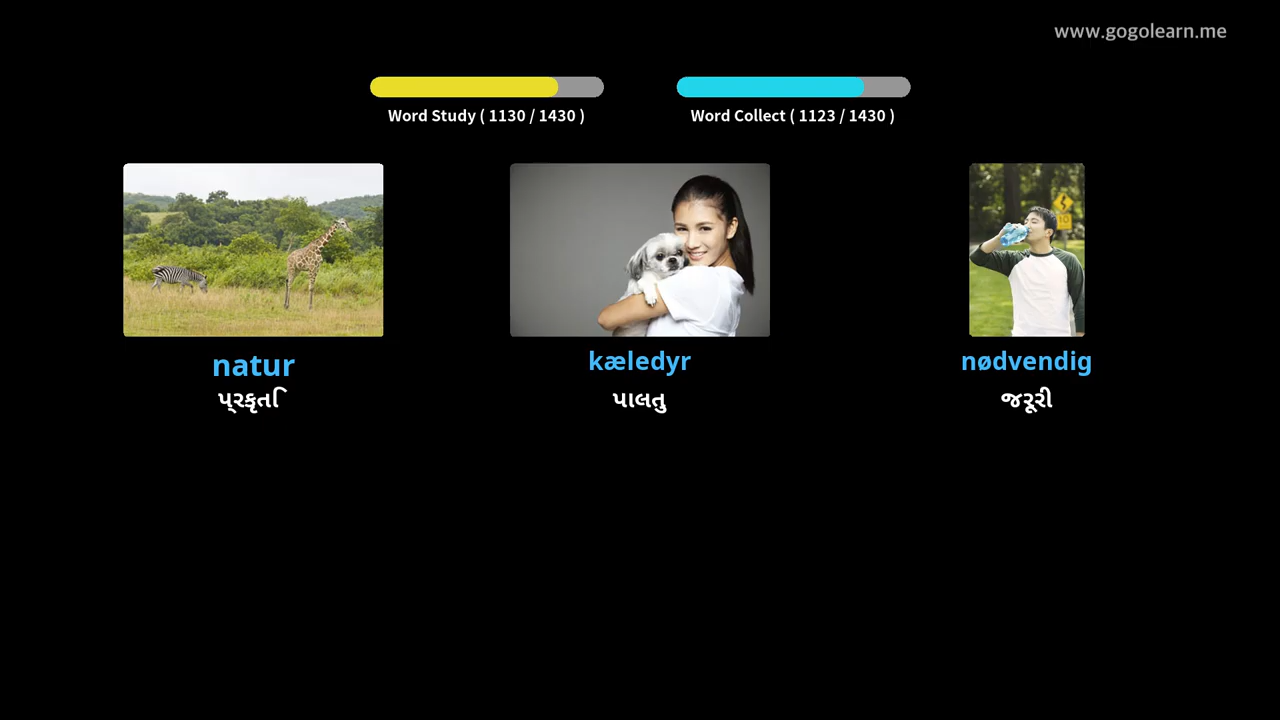 www.gogolearn.me
Word Study ( 1130 / 1430 )
Word Collect ( 1123 / 1430 )
natur
kæledyr
nødvendig
પ્રકૃતિ
પાલતુ
જરૂરી